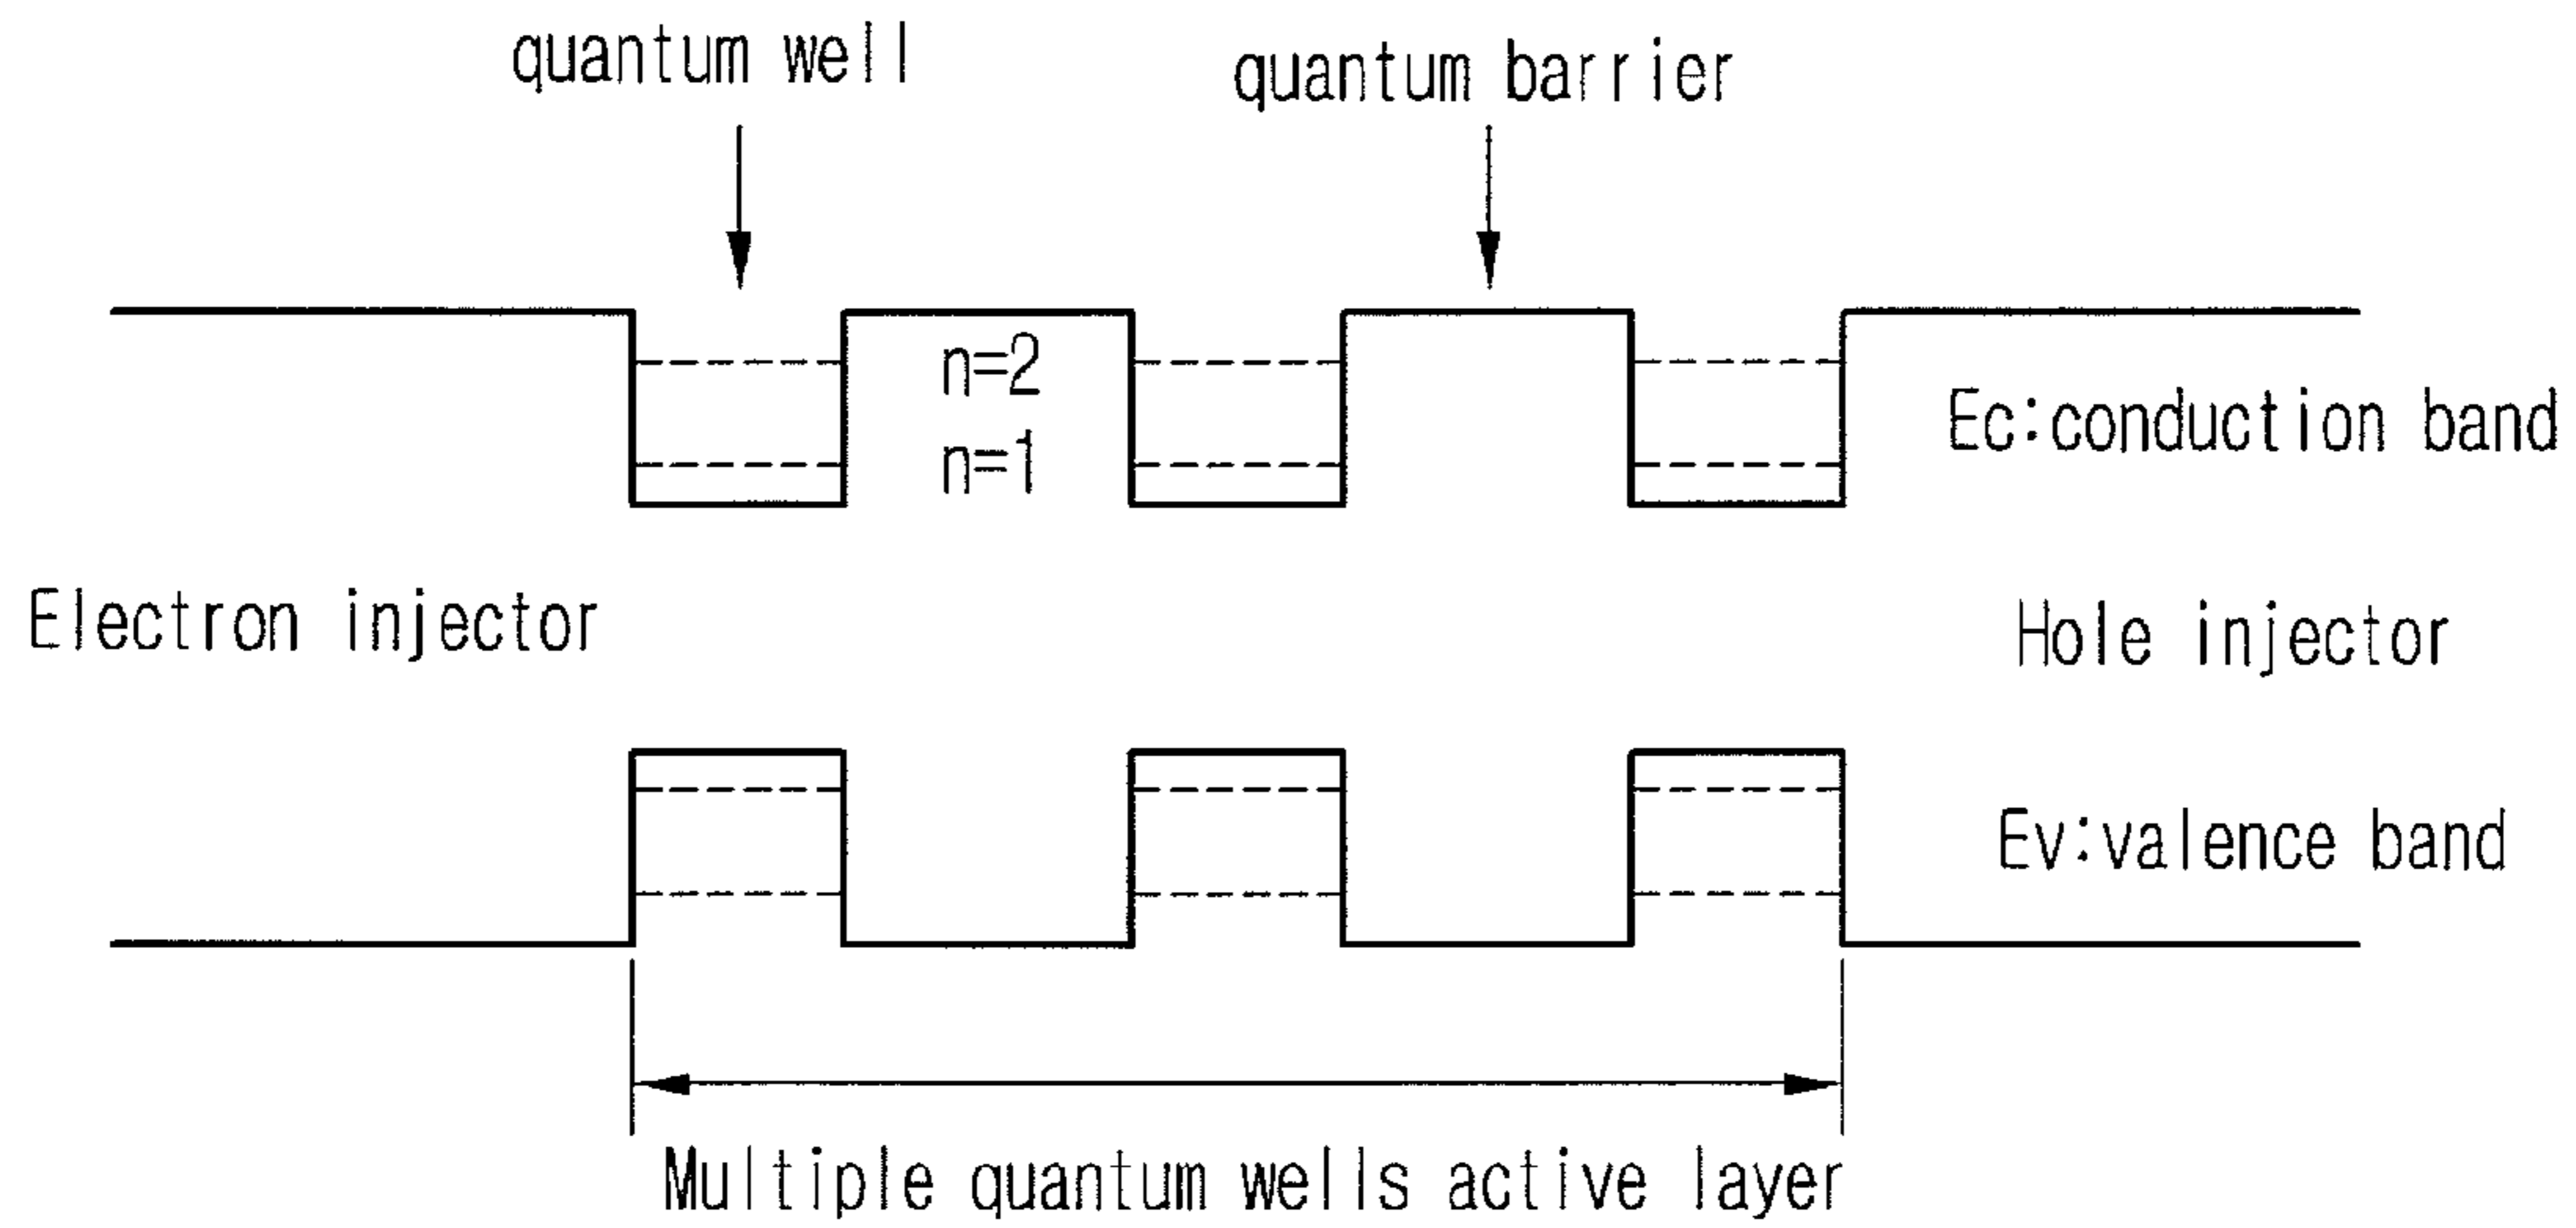 quantum well
quantum barrier
n=2
n=1
Ec:conduction band
Electron injector
Hole injector
Ev:valence band
Multiple quantum wells active layer